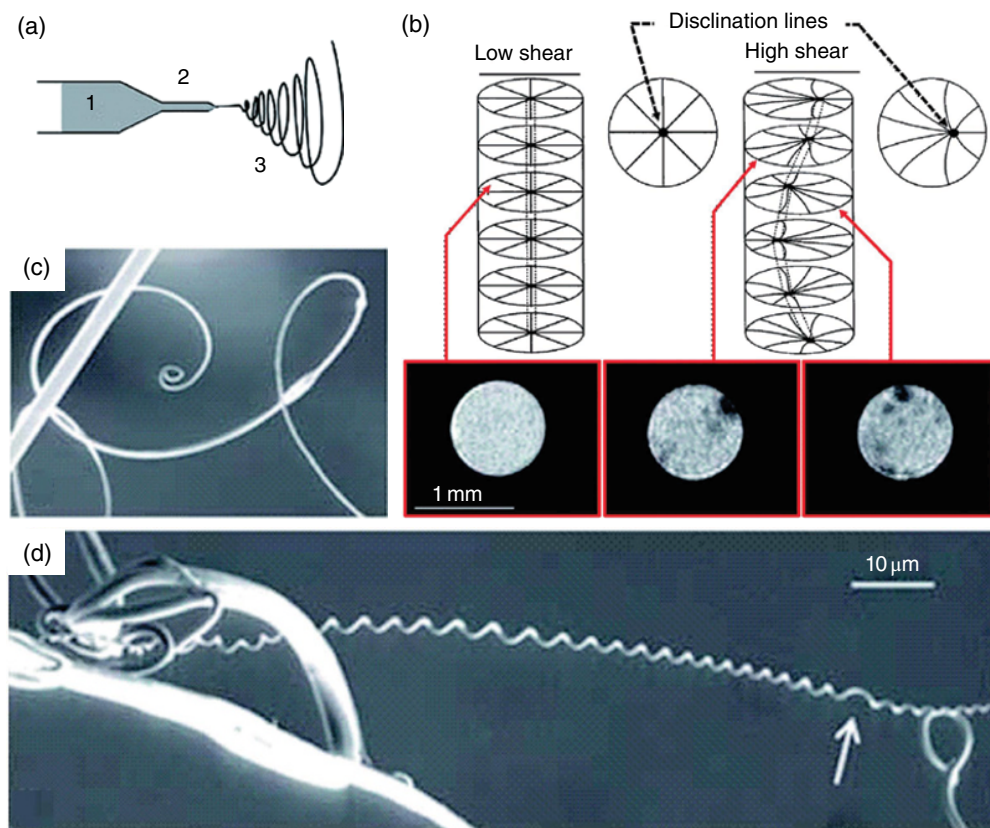 (a)
1
2
3
(b)
Disclination lines
Low shear
High shear
1 mm
(c)
(d)
10 μm